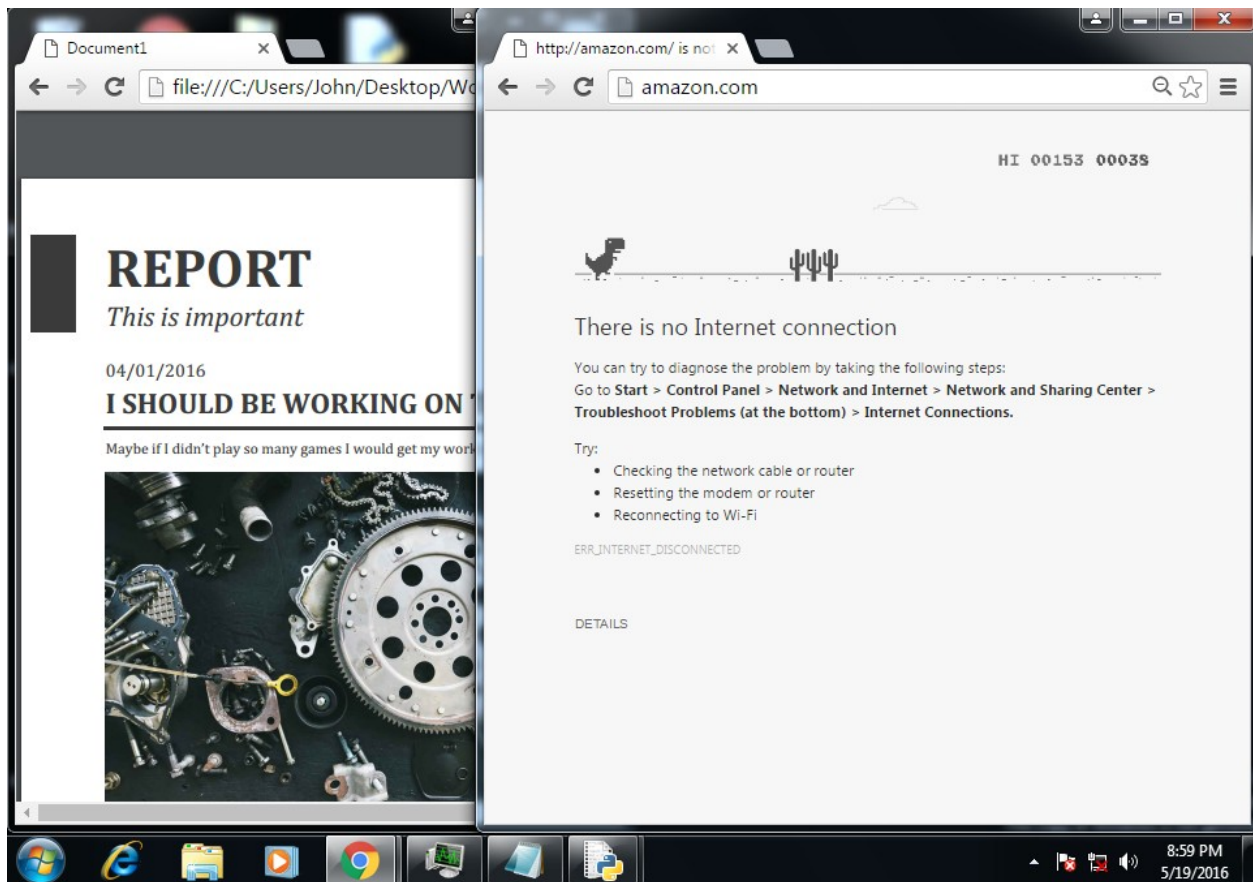 Document1
file:///C:/Users/John/Desktop/Wo
REPORT
This is important
04/01/2016
I SHOULD BE WORKING ON
Maybe if I didn't play so many games I would get my work
http://amazon.com/ is not
amazon.com
HI 00153 00038
There is no Internet connection
You can try to diagnose the problem by taking the following steps:
Go to Start > Control Panel > Network and Internet > Network and Sharing Center >
Troubleshoot Problems (at the bottom) > Internet Connections.
Try:
• Checking the network cable or router
• Resetting the modem or router
• Reconnecting to Wi-Fi
ERR_INTERNET_DISCONNECTED
DETAILS
8:59 PM
5/19/2016